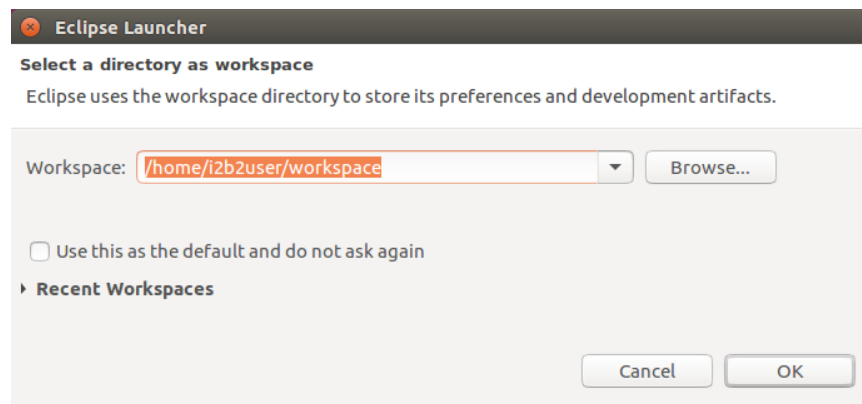 Eclipse Launcher
Select a directory as workspace
Eclipse uses the workspace directory to store its preferences and development artifacts.
Workspace: /home/i2b2user/workspace Browse...
Use this as the default and do not ask again
Recent Workspaces
Cancel OK